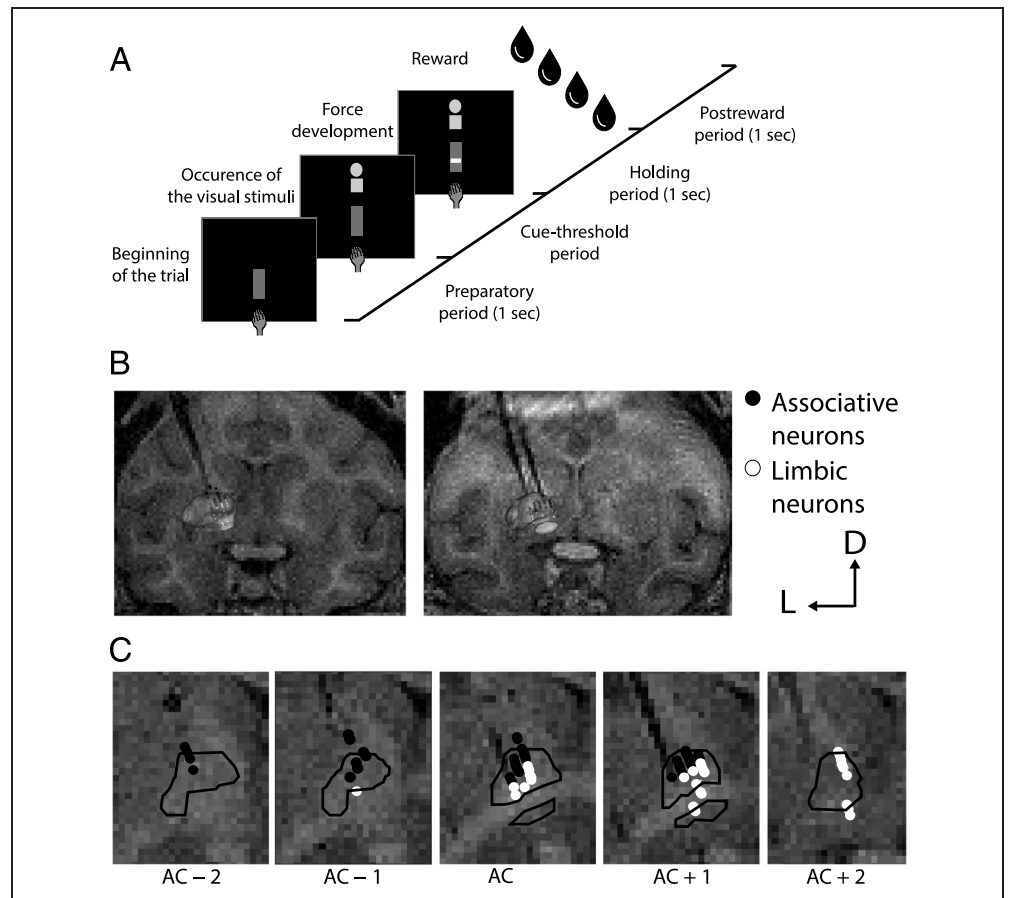 A
Reward
Force
development
Occurence of
the visual stimuli
Beginning
of the trial
Postreward
period (1 sec)
Holding
period (1 sec)
Cue-threshold
period
Preparatory
period (1 sec)
B
Associative
neurons
Limbic
neurons
D
L
C
AC – 2
AC – 1
AC
AC + 1
AC + 2